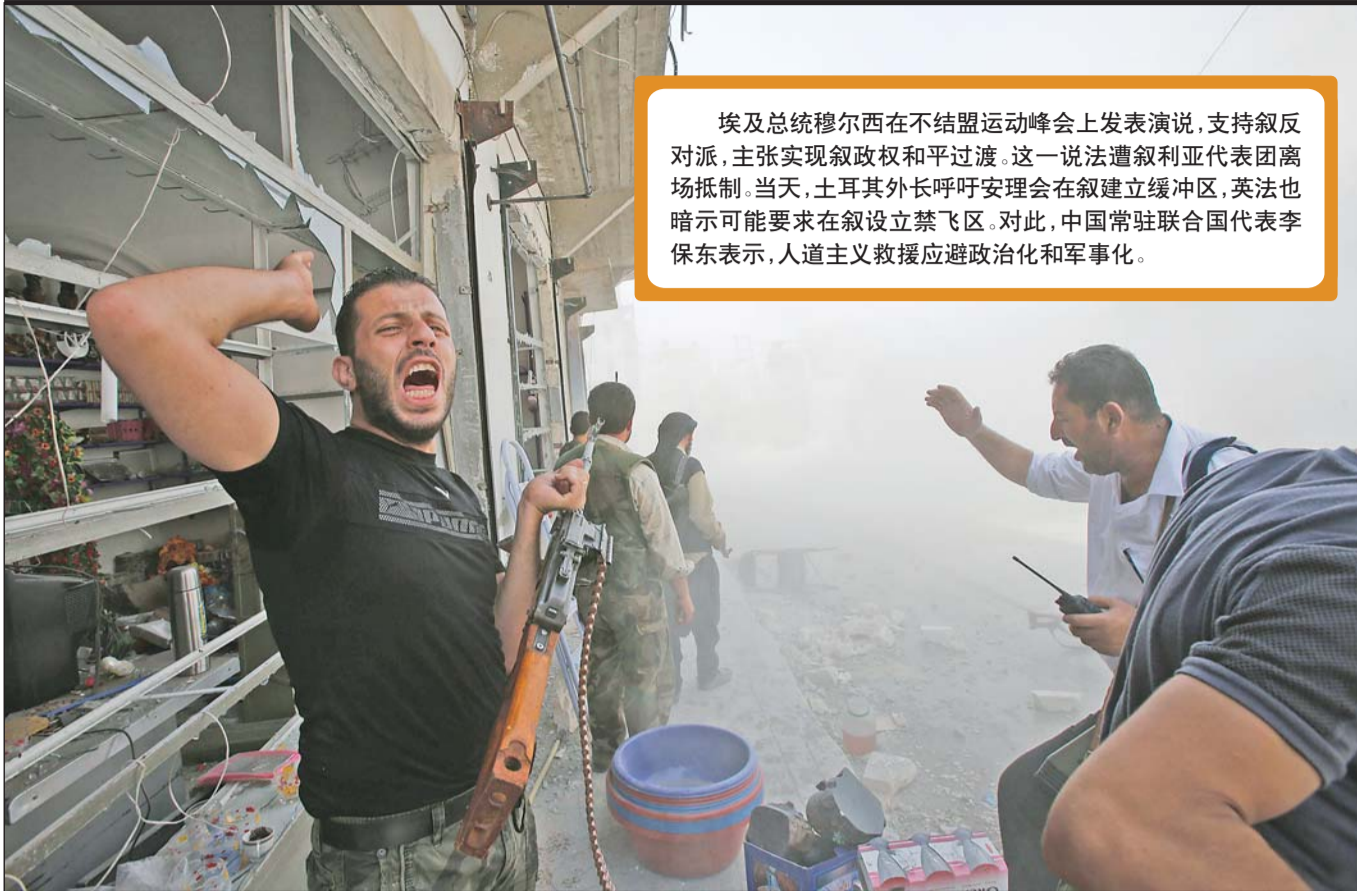 埃及总统穆尔西在不结盟运动峰会上发表演说,支持叙反
对派,主张实现叙政权和平过渡。这一说法遭叙利亚代表团离
场抵制。当天,土耳其外长呼吁安理会在叙建立缓冲区,英法也
暗示可能要求在叙设立禁飞区。对此,中国常驻联合国代表李
保东表示,人道主义救援应避政治化和军事化。